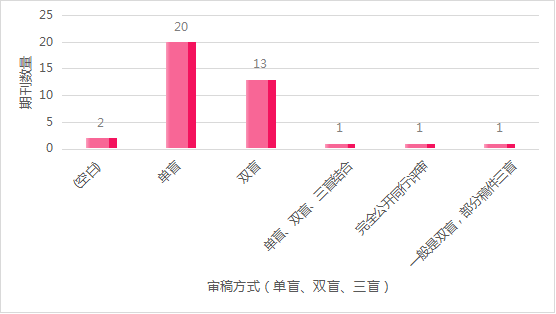 25
20
15
10
5
0
期刊数量
2
20
13
1
1
1
(空白)
单盲
双盲
单盲、双盲、三盲结合
完全公开同行评审
一般是双盲，部分稿件三盲
审稿方式（单盲、双盲、三盲）